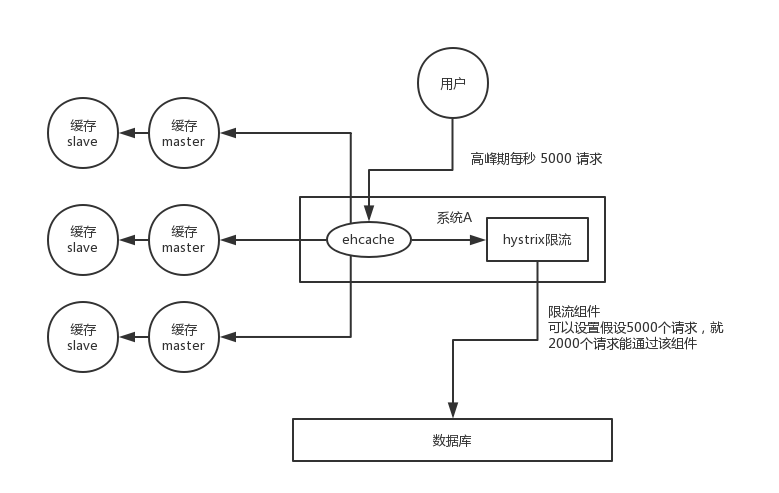 用户
高峰期每秒 5000 请求
缓存
slave
缓存
master
系统A
缓存
slave
缓存
master
ehcache
hystrix限流
缓存
slave
缓存
master
限流组件
可以设置假设5000个请求，就
2000个请求能通过该组件
数据库